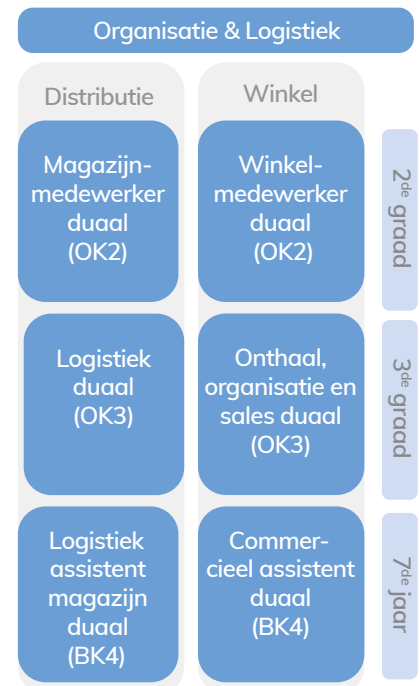 Organisatie & Logistiek
Distributie
Winkel
Magazijn-
medewerker
duaal
(OK2)
Winkel-
medewerker
duaal
(OK2)
2de graad
Logistiek
duaal
(OK3)
Onthaal,
organisatie en
sales duaal
(OK3)
3de graad
Logistiek
assistent
magazijn
duaal
(BK4)
Commer-
cieel assistent
duaal
(BK4)
7de jaar